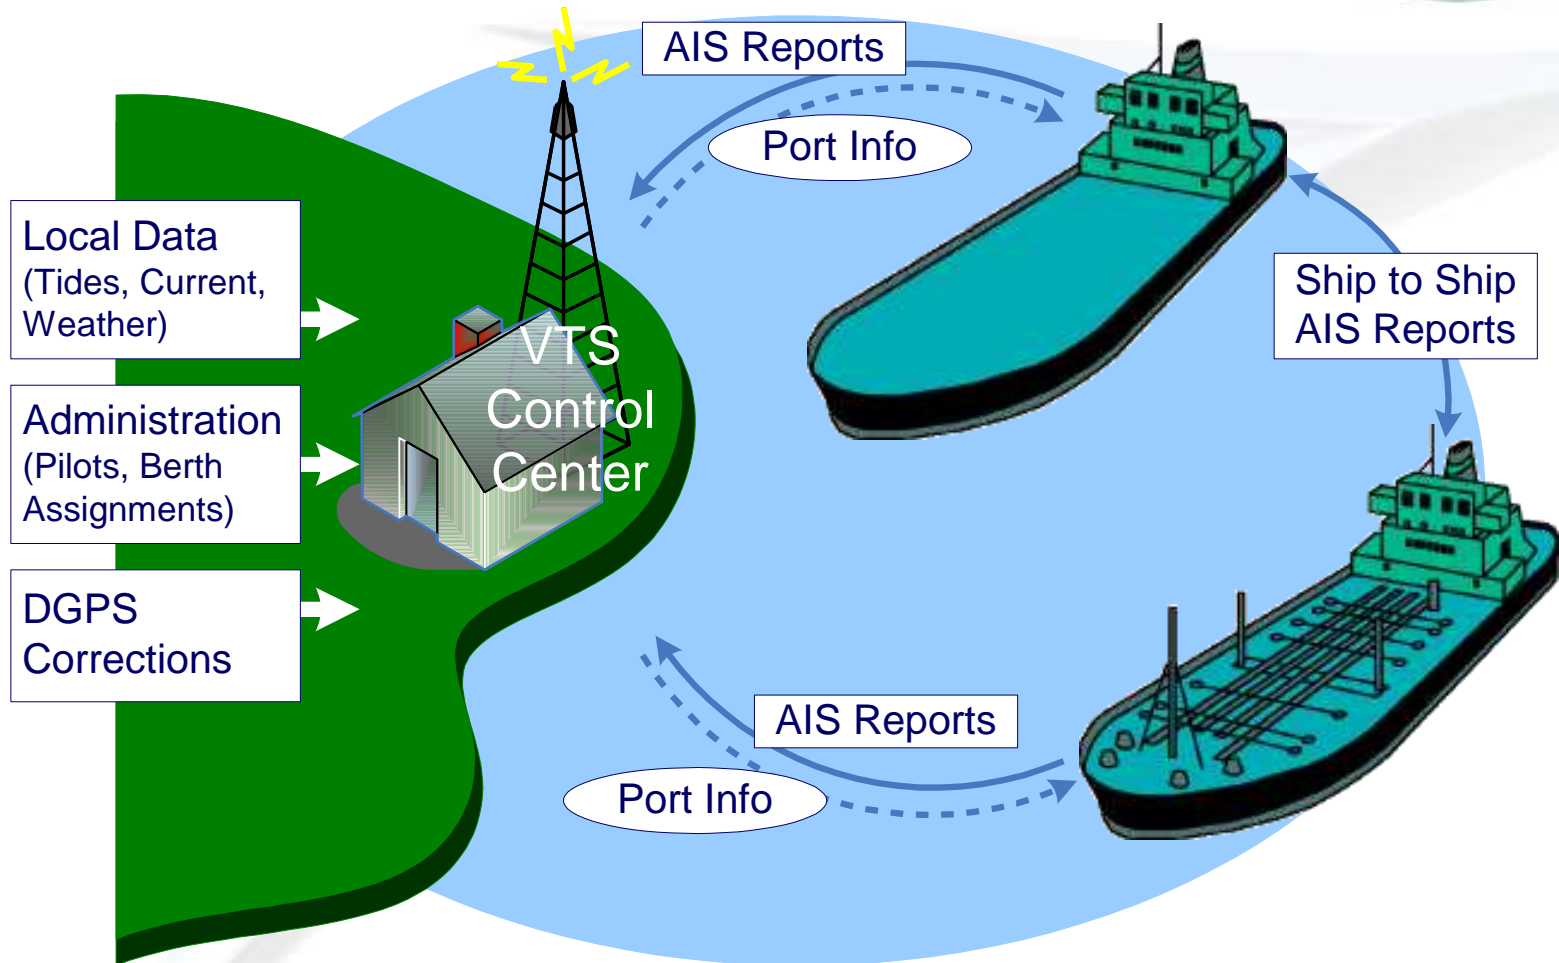 AIS Reports
Port Info
Local Data
(Tides, Current,
Weather)
Administration
(Pilots, Berth
Assignments)
DGPS
Corrections
VTS
Control
Center
Ship to Ship
AIS Reports
AIS Reports
Port Info